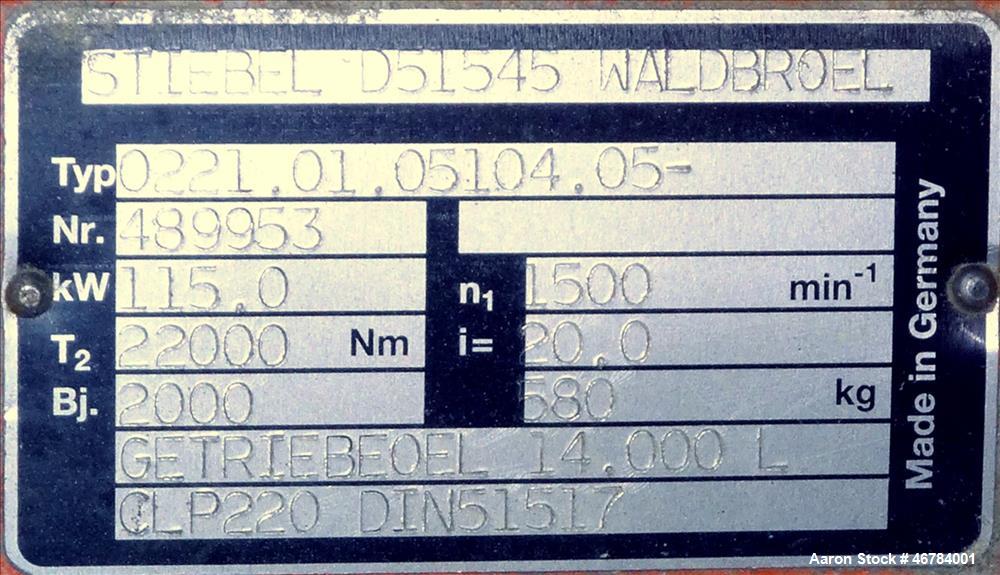 STIEBEL D51545 WALDBROEL
Typ 0221.01.05104.05-
Nr. 489953
kW 115.0 n1 1500 min-1
T2 22000 Nm i= 20.0
Bj. 2000 580 kg
GETRIEBEOEL 14.000 L
CLP220 DIN51517
Made in Germany
Aaron Stock # 46784001